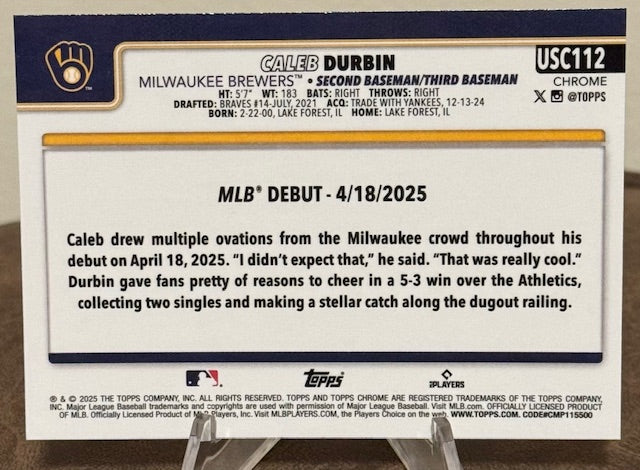 CALEB DURBIN
USC112
MILWAUKEE BREWERS™ • SECOND BASEMAN/THIRD BASEMAN
CHROME
HT: 5'7" WT: 183 BATS: RIGHT THROWS: RIGHT
X @TOPPS
DRAFTED: BRAVES #14-JULY, 2021 ACQ: TRADE WITH YANKEES, 12-13-24
BORN: 2-22-00, LAKE FOREST, IL HOME: LAKE FOREST, IL
MLB® DEBUT - 4/18/2025
Caleb drew multiple ovations from the Milwaukee crowd throughout his
debut on April 18, 2025. "I didn't expect that," he said. "That was really cool."
Durbin gave fans pretty of reasons to cheer in a 5-3 win over the Athletics,
collecting two singles and making a stellar catch along the dugout railing.
Topps
iPLAYERS
® & © 2025 THE TOPPS COMPANY, INC. ALL RIGHTS RESERVED. TOPPS AND TOPPS CHROME ARE REGISTERED TRADEMARKS OF THE TOPPS COMPANY,
INC. Major League Baseball trademarks and copyrights are used with permission of Major League Baseball. Visit MLB.com. OFFICIALLY LICENSED PRODUCT
OF MLB. Officially Licensed Product of MLB Players, Inc. Visit MLBPLAYERS.COM, the Players Choice on the web. WWW.TOPPS.COM. CODE#CMP115500